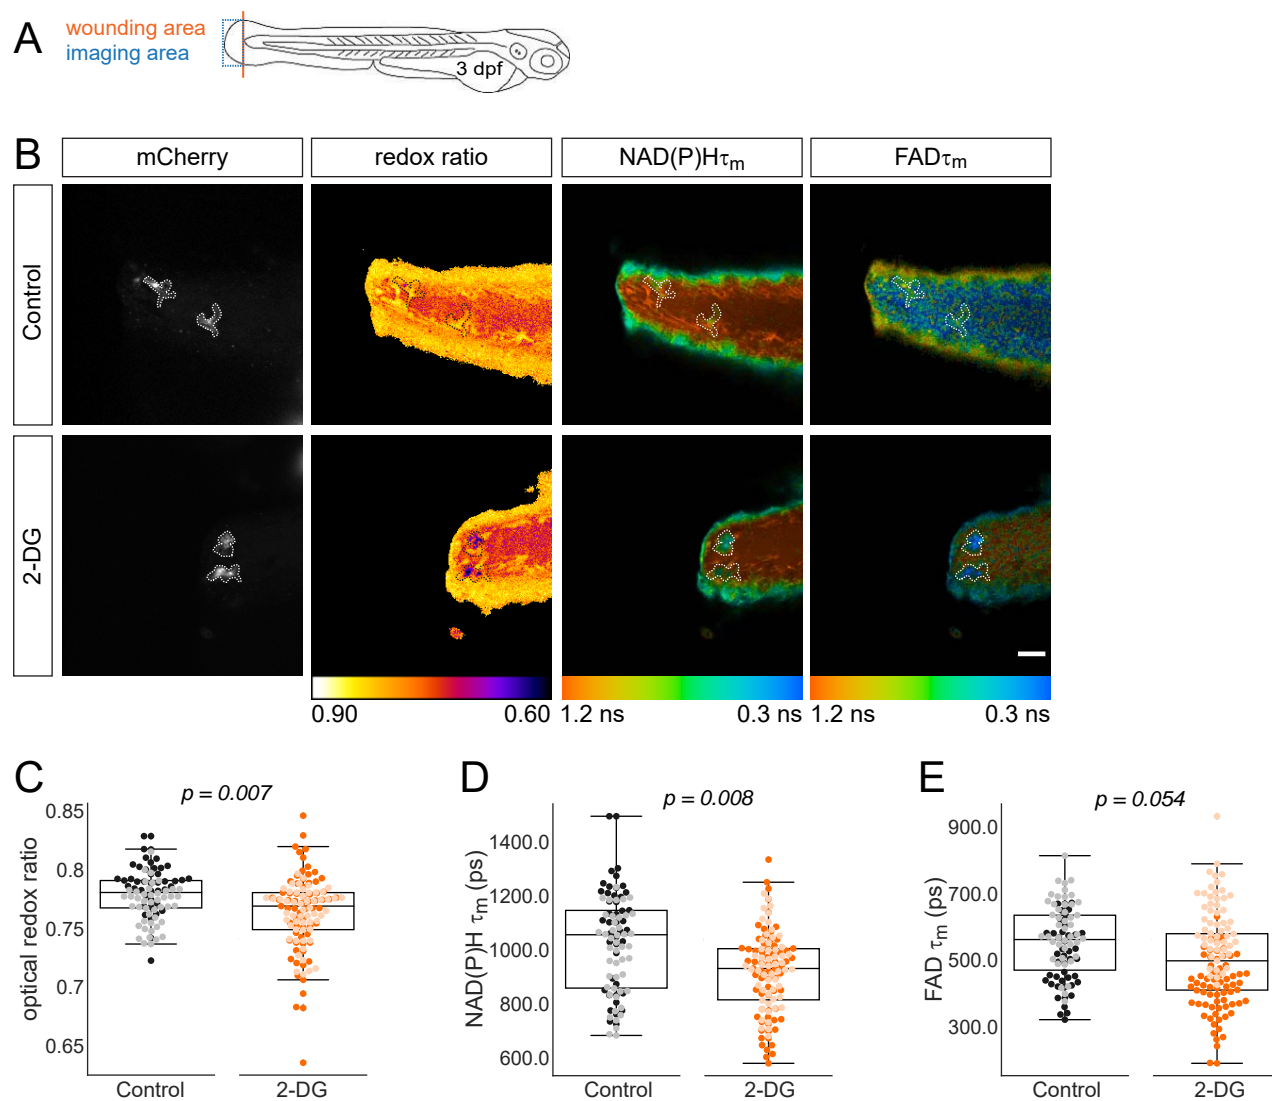 A
wounding area
imaging area
3 dpf
B
mCherry
redox ratio
NAD(P)Hτm
FADτm
Control
2-DG
0.90
0.60
1.2 ns
0.3 ns
1.2 ns
0.3 ns
C
p = 0.007
0.85
0.8
0.75
0.7
0.65
optical redox ratio
Control
2-DG
D
p = 0.008
1400.0
1200.0
1000.0
800.0
600.0
NAD(P)H τm (ps)
Control
2-DG
E
p = 0.054
900.0
700.0
500.0
300.0
FAD τm (ps)
Control
2-DG